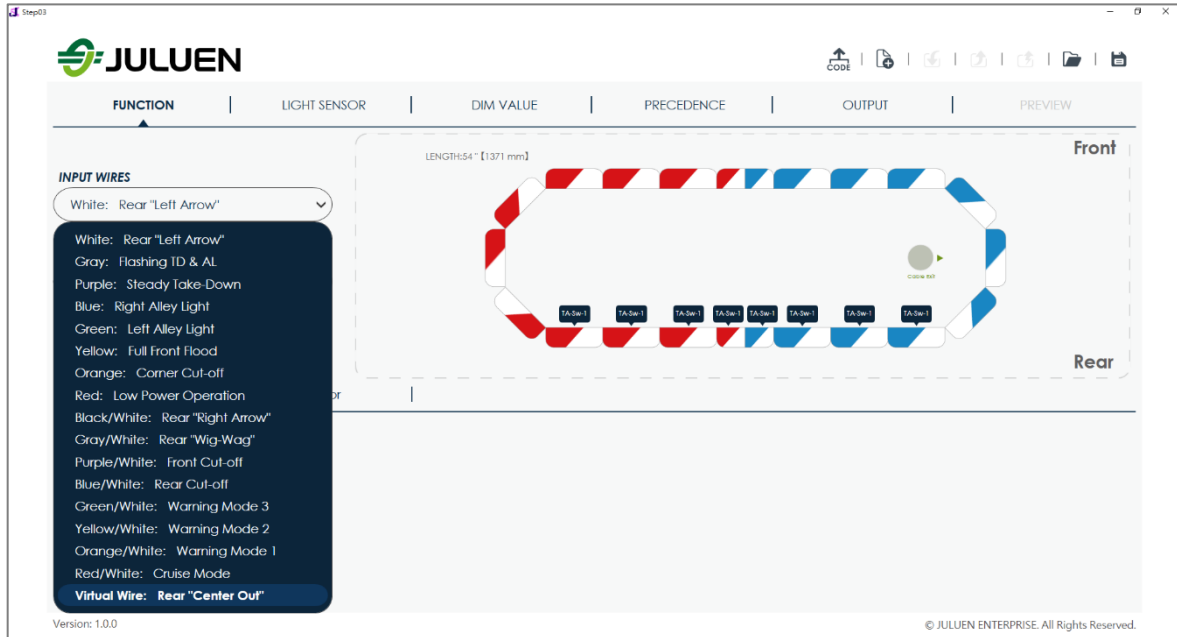 Step03
JULUEN
CODE
FUNCTION
LIGHT SENSOR
DIM VALUE
PRECEDENCE
OUTPUT
PREVIEW
INPUT WIRES
White: Rear "Left Arrow"
White: Rear "Left Arrow"
Gray: Flashing TD & AL
Purple: Steady Take-Down
Blue: Right Alley Light
Green: Left Alley Light
Yellow: Full Front Flood
Orange: Corner Cut-off
Red: Low Power Operation
Black/White: Rear "Right Arrow"
Gray/White: Rear "Wig-Wag"
Purple/White: Front Cut-off
Blue/White: Rear Cut-off
Green/White: Warning Mode 3
Yellow/White: Warning Mode 2
Orange/White: Warning Mode 1
Red/White: Cruise Mode
Virtual Wire: Rear "Center Out"
LENGTH:54 "【1371 mm】
Front
TA-Sw-1
TA-Sw-1
TA-Sw-1
TA-Sw-1
TA-Sw-1
TA-Sw-1
TA-Sw-1
TA-Sw-1
Rear
or
Version: 1.0.0
© JULUEN ENTERPRISE. All Rights Reserved.